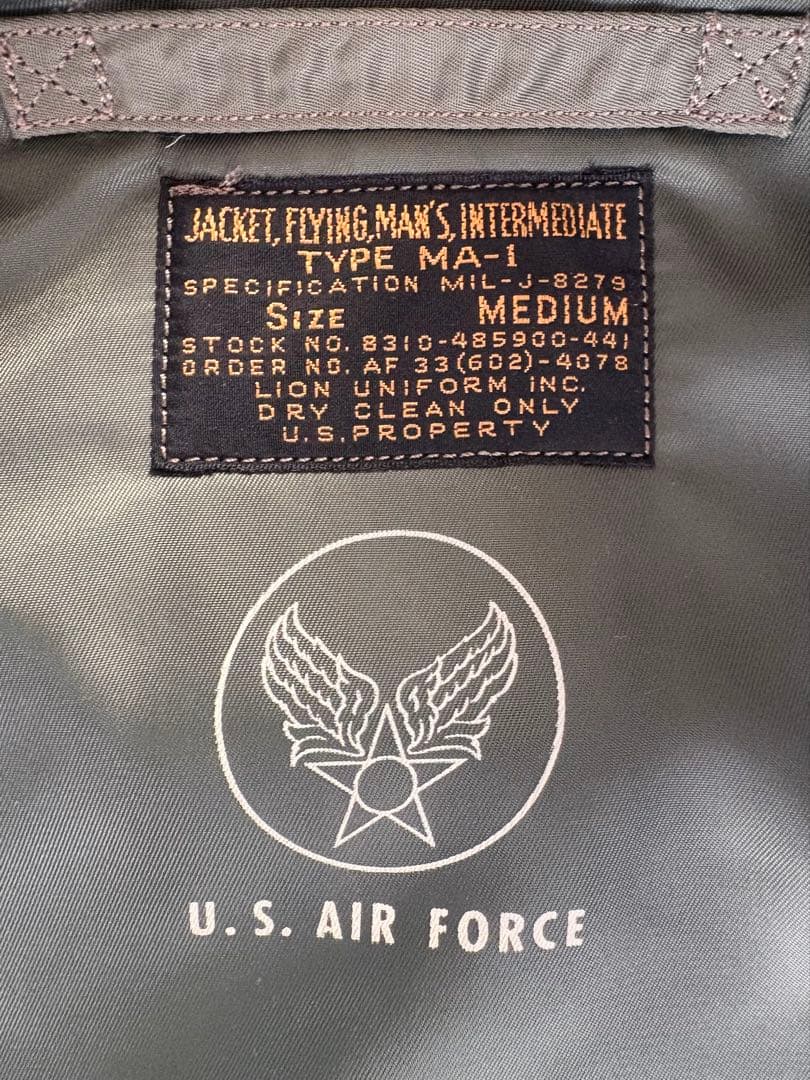 JACKET, FLYING, MAN'S, INTERMEDIATE
TYPE MA-1
SPECIFICATION MIL-J-8279
SIZE MEDIUM
STOCK NO. 8310-485900-441
ORDER NO. AF 33(602)-4078
LION UNIFORM INC.
DRY CLEAN ONLY
U.S.PROPERTY
U. S. AIR FORCE